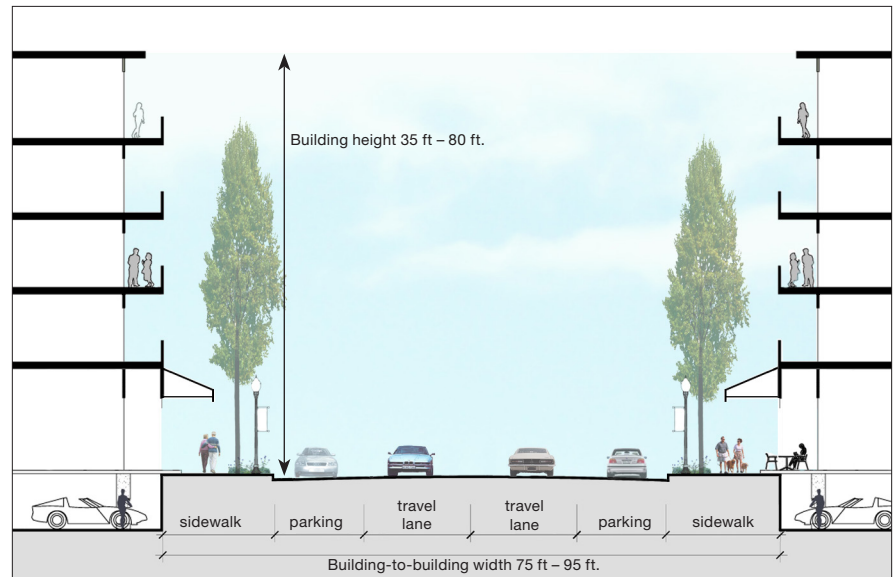 Building height 35 ft – 80 ft.
sidewalk
parking
travel
lane
travel
lane
parking
sidewalk
Building-to-building width 75 ft – 95 ft.